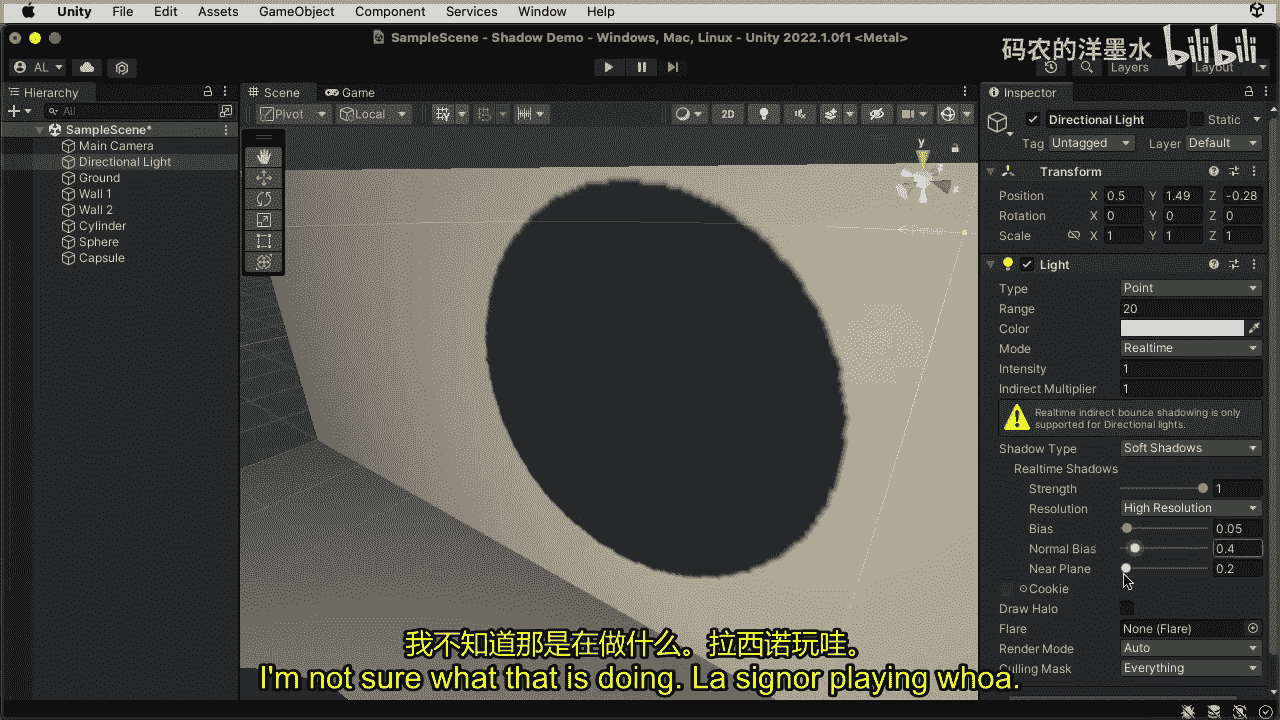 Unity File Edit Assets GameObject Component Services Window Help
SampleScene - Shadow Demo - Windows, Mac, Linux - Unity 2022.1.0f1 <Metal>
码农的洋墨水 bilibili
AL Layers Layout
Hierarchy
All
SampleScene*
Main Camera
Directional Light
Ground
Wall 1
Wall 2
Cylinder
Sphere
Capsule
Scene Game
Pivot Local 2D
y
x
Persp
Inspector
Directional Light Static
Tag Untagged Layer Default
Transform
Position X 0.5 Y 1.49 Z -0.28
Rotation X 0 Y 0 Z 0
Scale X 1 Y 1 Z 1
Light
Type Point
Range 20
Color
Mode Realtime
Intensity 1
Indirect Multiplier 1
Realtime indirect bounce shadowing is only
supported for Directional lights.
Shadow Type Soft Shadows
Realtime Shadows
Strength 1
Resolution High Resolution
Bias 0.05
Normal Bias 0.4
Near Plane 0.2
Cookie
Draw Halo
Flare None (Flare)
Render Mode Auto
Culling Mask Everything
我不知道那是在做什么。拉西诺玩哇。
I'm not sure what that is doing. La signor playing whoa.